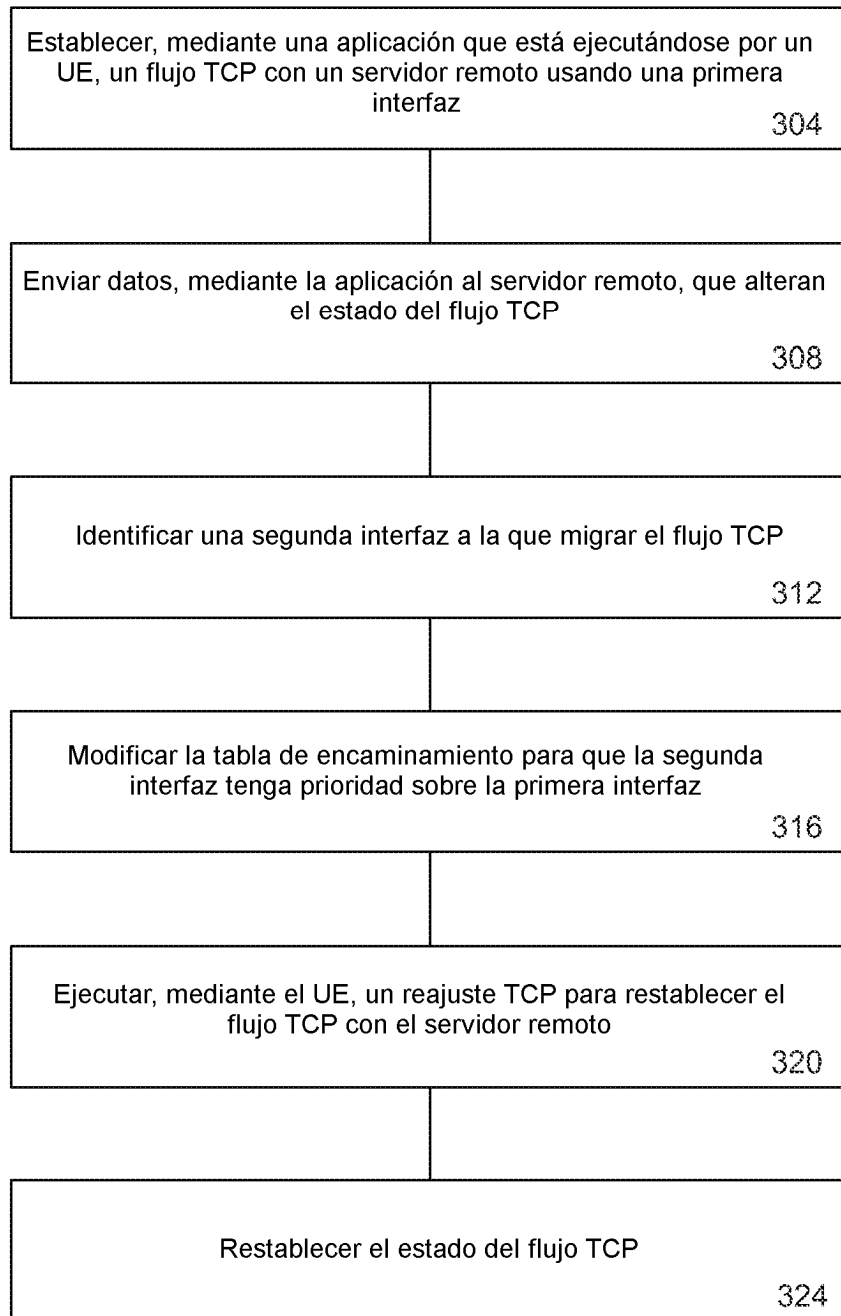 Establecer, mediante una aplicación que está ejecutándose por un
UE, un flujo TCP con un servidor remoto usando una primera
interfaz
304
Enviar datos, mediante la aplicación al servidor remoto, que alteran
el estado del flujo TCP
308
Identificar una segunda interfaz a la que migrar el flujo TCP
312
Modificar la tabla de encaminamiento para que la segunda
interfaz tenga prioridad sobre la primera interfaz
316
Ejecutar, mediante el UE, un reajuste TCP para restablecer el
flujo TCP con el servidor remoto
320
Restablecer el estado del flujo TCP
324